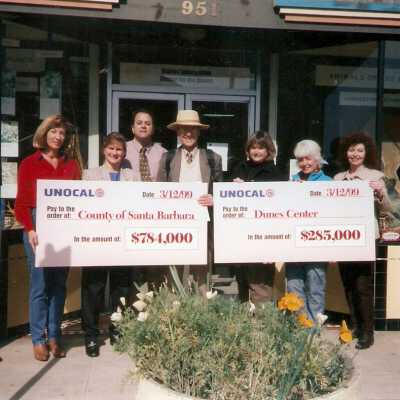 951
UNOCAL
Date 3/12/99
Pay to the
order of: County of Santa Barbara
In the amount of: $784,000
UNOCAL
Date 3/12/99
Pay to the
order of: Dunes Center
In the amount of: $285,000